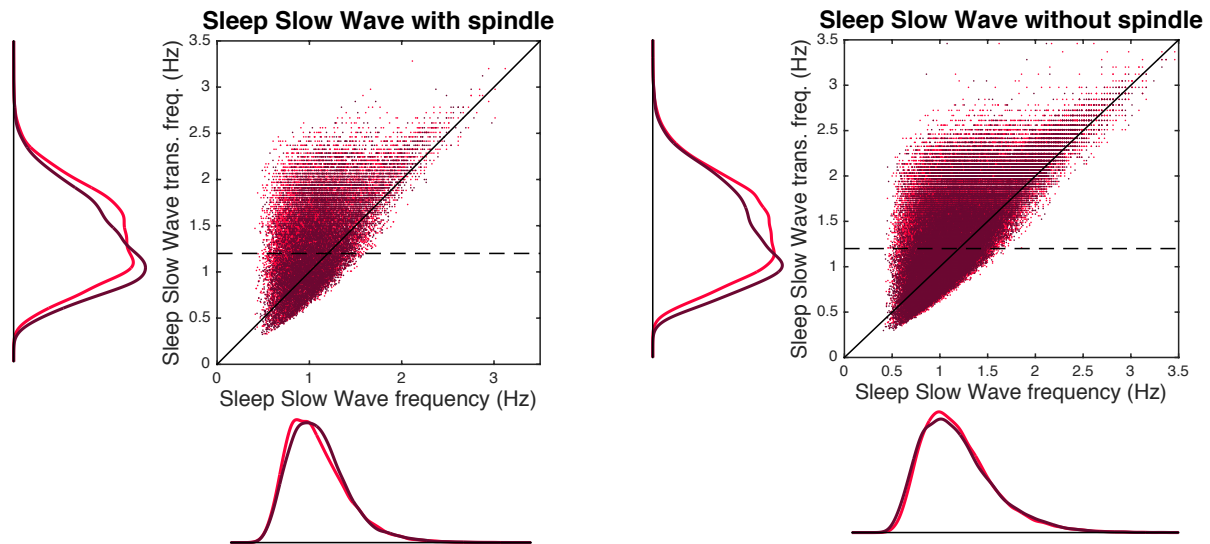 Sleep Slow Wave with spindle
Sleep Slow Wave trans. freq. (Hz)
3.5
3
2.5
2
1.5
1
0.5
0
0 1 2 3
Sleep Slow Wave frequency (Hz)
Sleep Slow Wave without spindle
Sleep Slow Wave trans. freq. (Hz)
3.5
3
2.5
2
1.5
1
0.5
0
0 0.5 1 1.5 2 2.5 3 3.5
Sleep Slow Wave frequency (Hz)